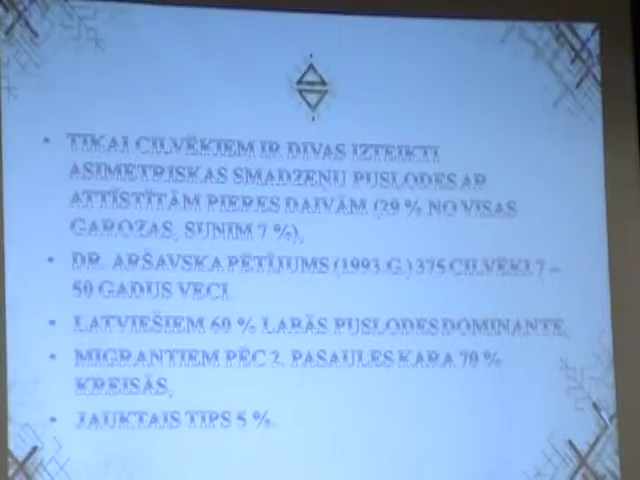 • TIKAI CILVĒKIEM IR DIVAS IZTEIKTI
ASIMETRISKAS SMADZEŅU PUSLODES AR
ATTĪSTĪTĀM PIERES DAIVĀM (29 % NO VISAS
GAROZAS, SUNIM 7 %),
• DR. ARŠAVSKA PĒTĪJUMS (1993.G.) 375 CILVĒKI 7 –
50 GADUS VECI.
• LATVIEŠIEM 60 % LABĀS PUSLODES DOMINANTE,
• MIGRANTIEM PĒC 2. PASAULES KARA 70 %
KREISĀS,
• JAUKTAIS TIPS 5 %.